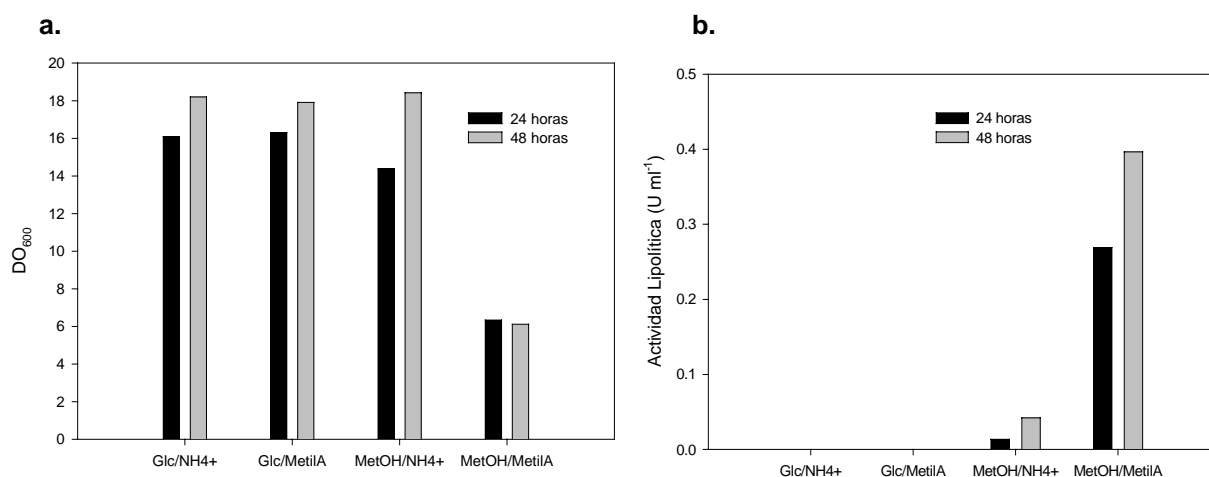 a.
20
18
16
14
12
10
8
6
4
2
0
DO600
24 horas
48 horas
Glc/NH4+
Glc/MetilA
MetOH/NH4+
MetOH/MetilA
b.
0.5
0.4
0.3
0.2
0.1
0.0
Actividad Lipolítica (U ml-1)
24 horas
48 horas
Glc/NH4+
Glc/MetilA
MetOH/NH4+
MetOH/MetilA